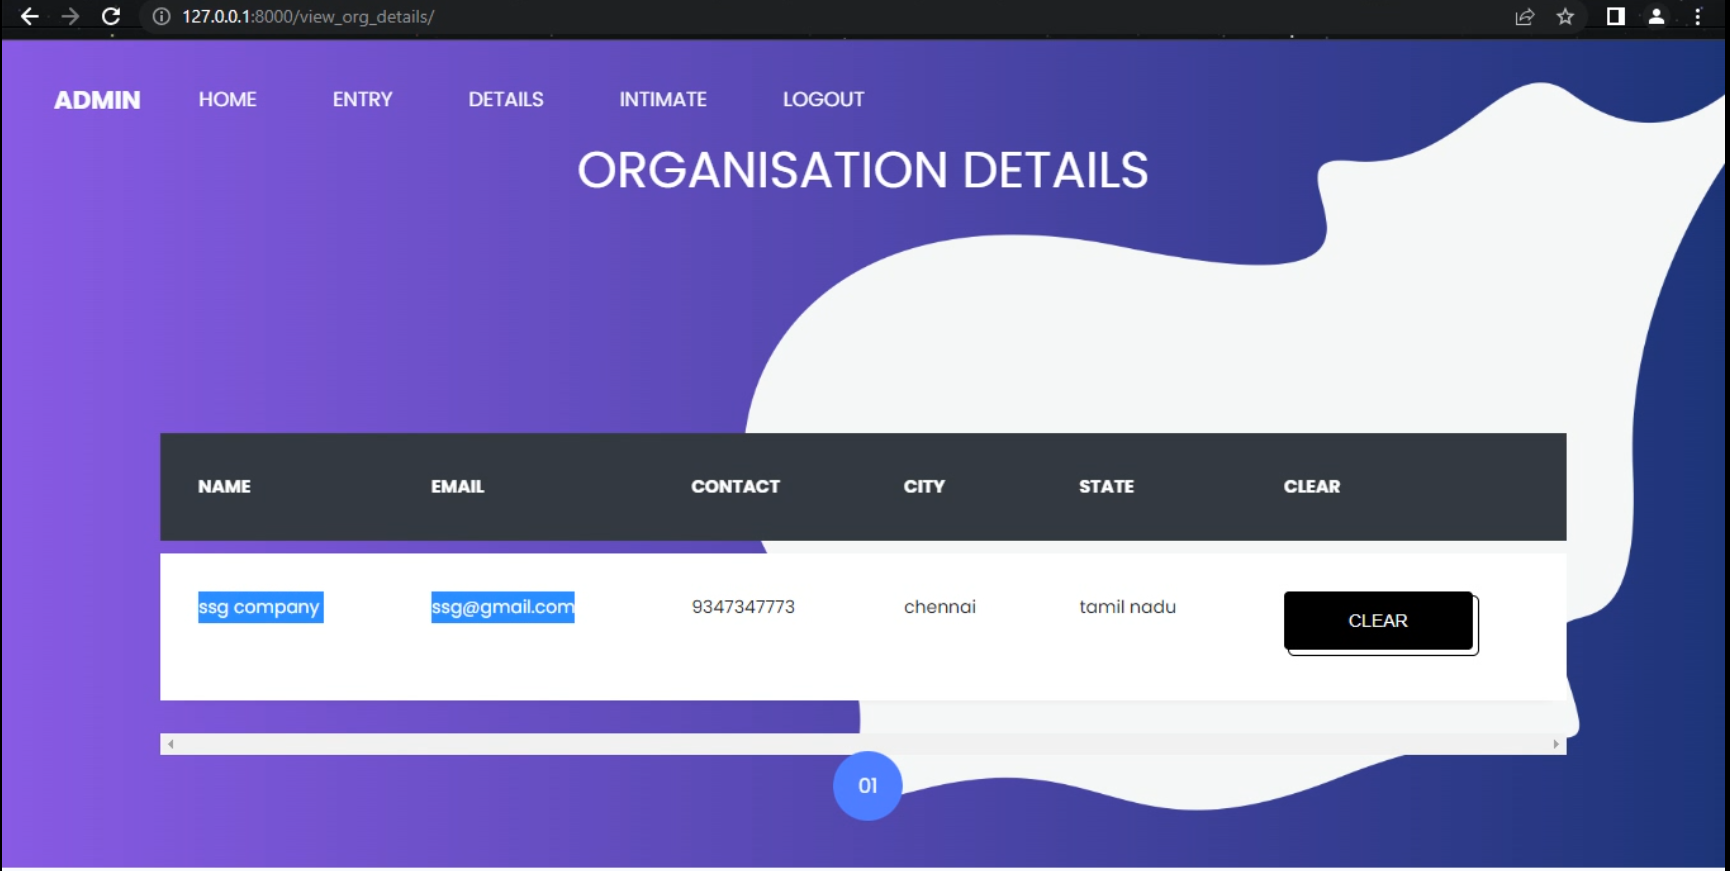 127.0.0.1:8000/view_org_details/
ADMIN HOME ENTRY DETAILS INTIMATE LOGOUT
ORGANISATION DETAILS
NAME EMAIL CONTACT CITY STATE CLEAR
ssg company ssg@gmail.com 9347347773 chennai tamil nadu CLEAR
01